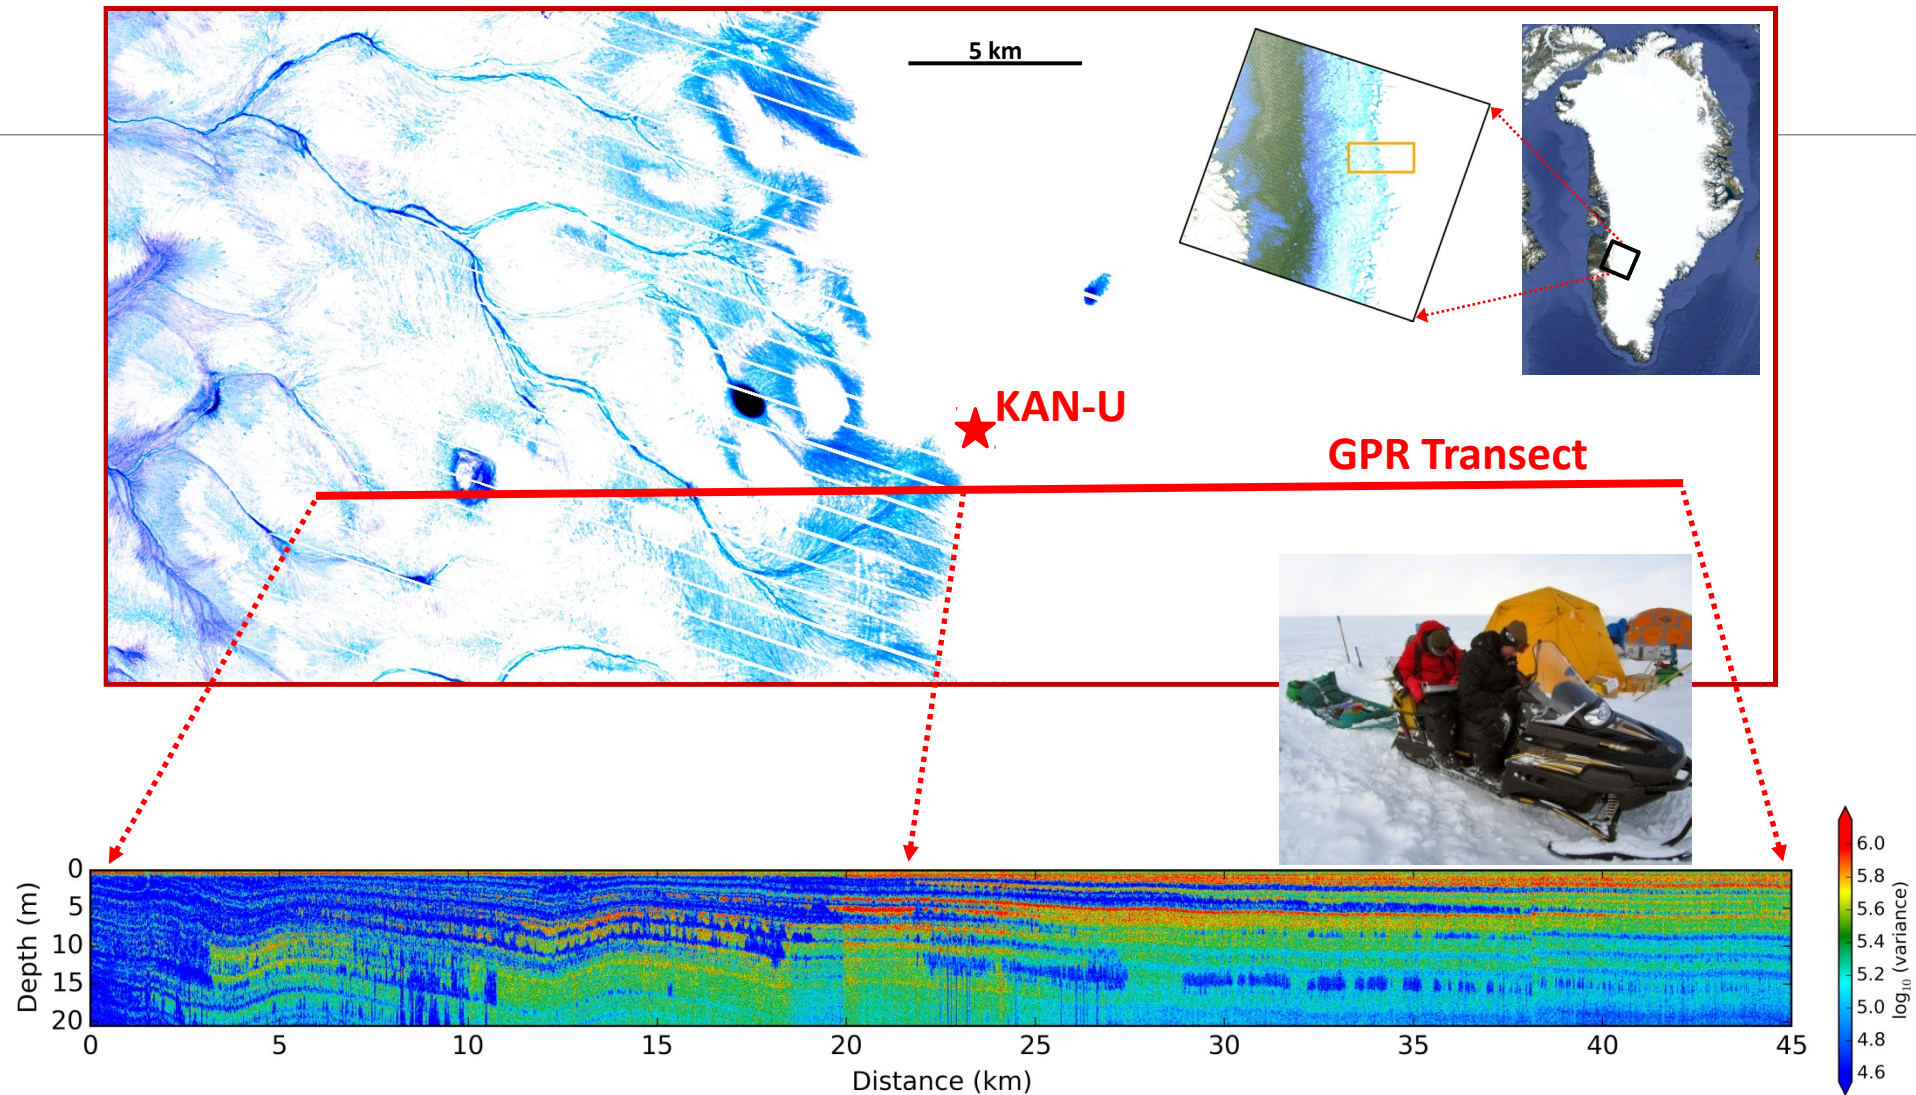 5 km
KAN-U
GPR Transect
Depth (m)
0
5
10
15
20
0 5 10 15 20 25 30 35 40 45
Distance (km)
6.0
5.8
5.6
5.4
5.2
5.0
4.8
4.6
log₁₀ (variance)